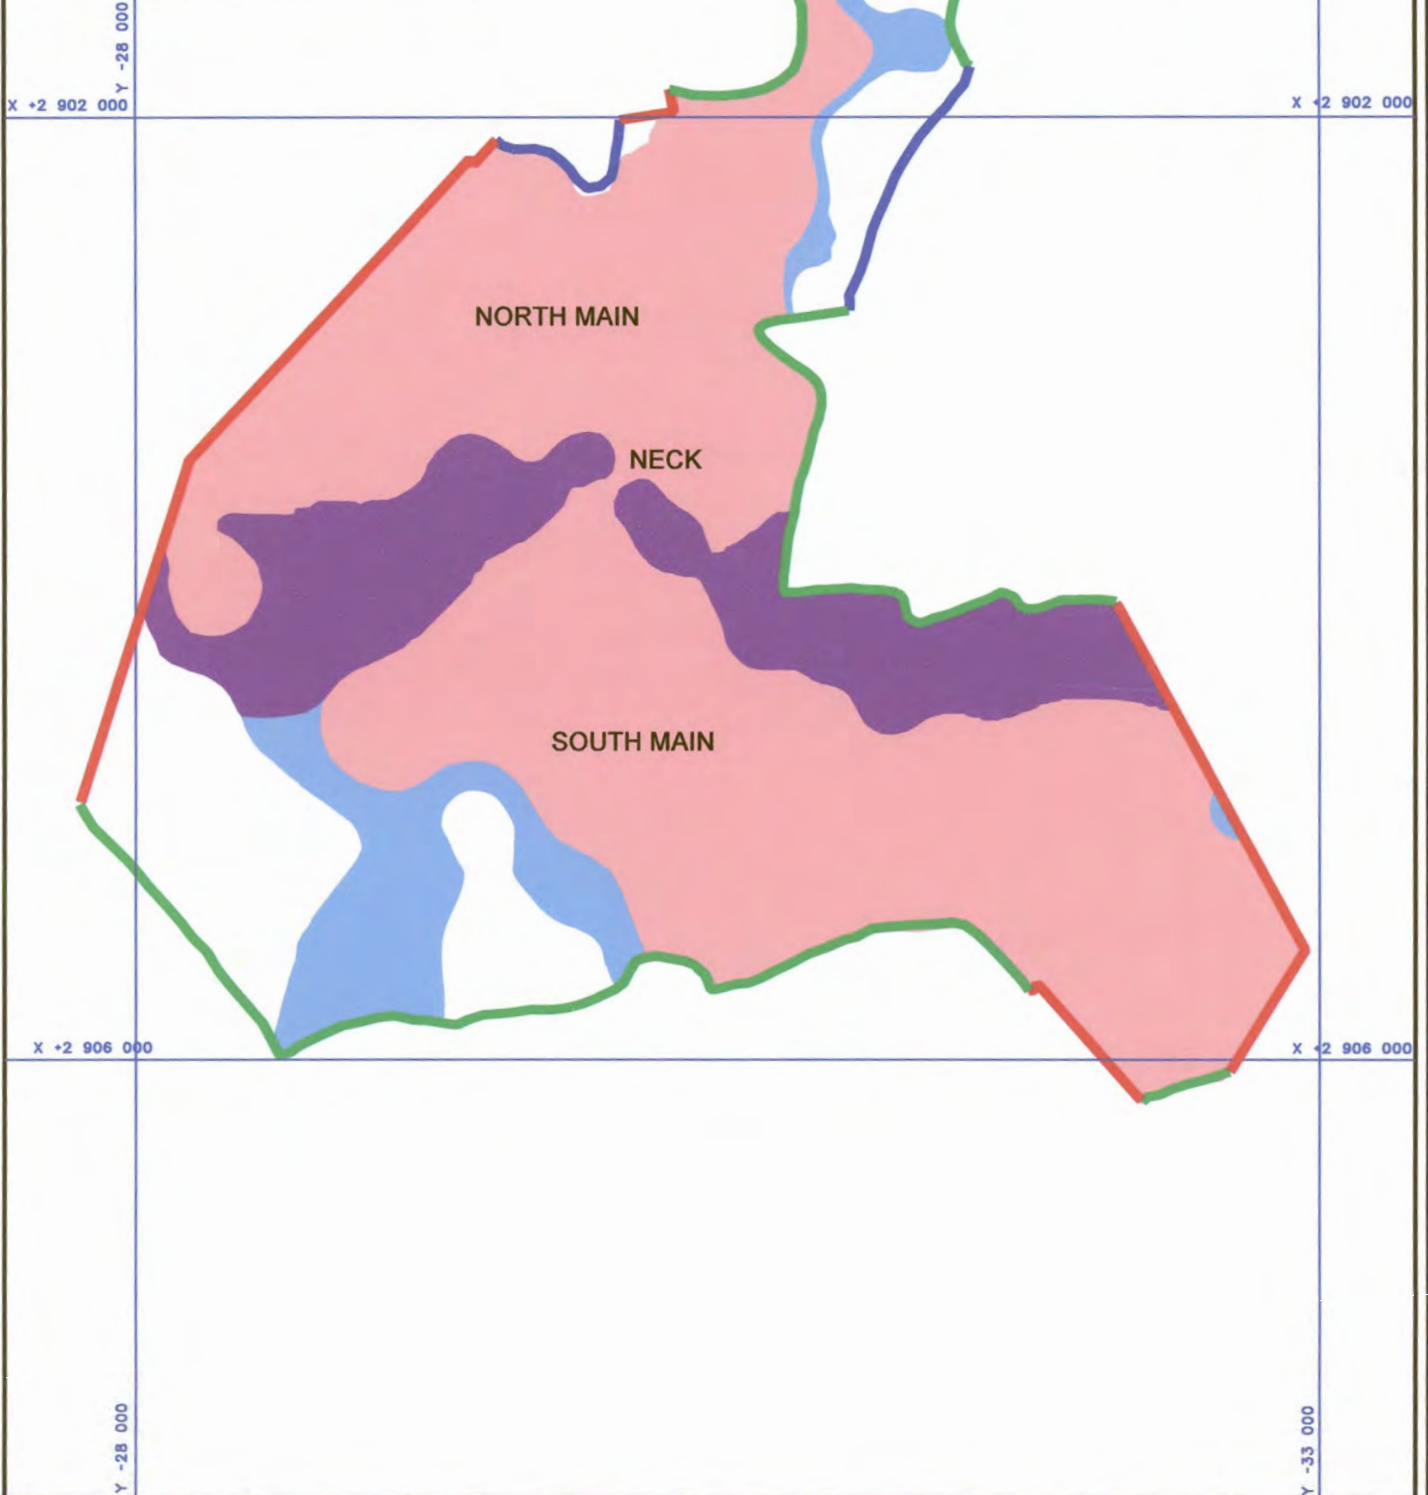 Y -28 000
X +2 902 000
X +2 902 000
NORTH MAIN
NECK
SOUTH MAIN
X +2 906 000
X +2 906 000
Y -28 000
Y -33 000